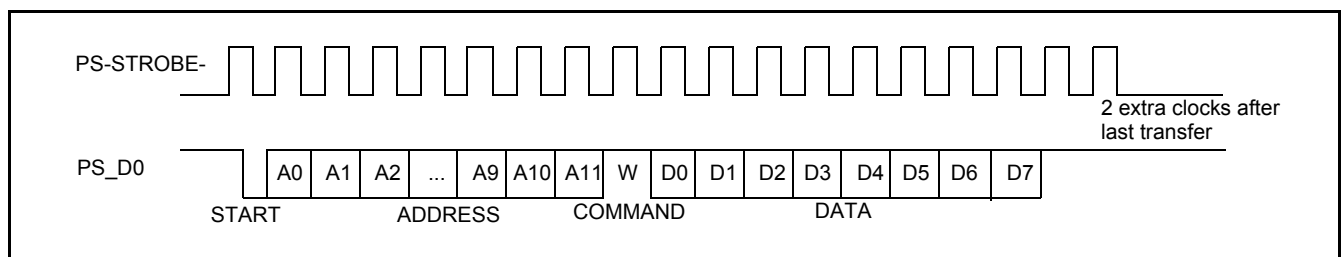 PS-STROBE-
2 extra clocks after
last transfer
PS_D0
A0 A1 A2 ... A9 A10 A11 W D0 D1 D2 D3 D4 D5 D6 D7
START ADDRESS COMMAND DATA